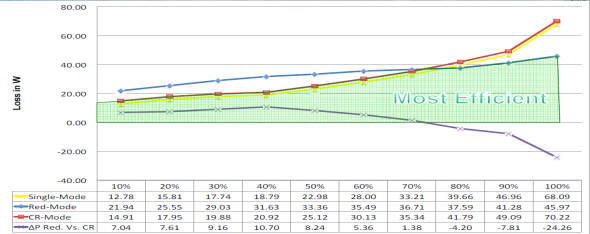 80.00
60.00
40.00
20.00
0.00
-20.00
-40.00
Loss in W
Most Efficient
10% 20% 30% 40% 50% 60% 70% 80% 90% 100%
Single-Mode 12.78 15.81 17.74 18.79 22.98 28.00 33.21 39.66 46.96 68.09
Red-Mode 21.94 25.55 29.03 31.63 33.36 35.49 36.71 37.59 41.28 45.97
CR-Mode 14.91 17.95 19.88 20.92 25.12 30.13 35.34 41.79 49.09 70.22
ΔP Red. Vs. CR 7.04 7.61 9.16 10.70 8.24 5.36 1.38 -4.20 -7.81 -24.26